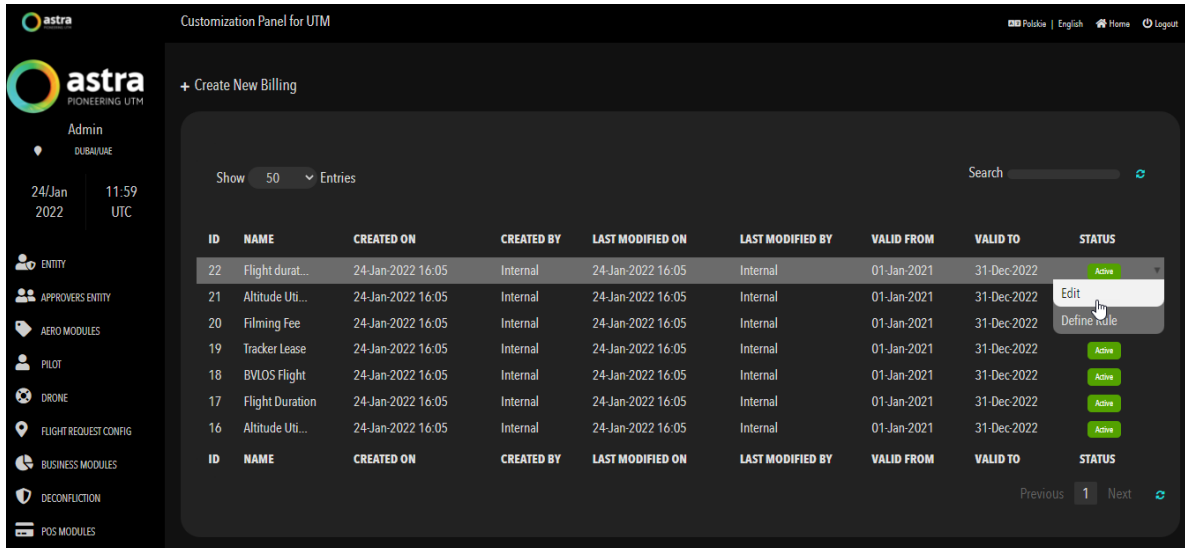 astra
Customization Panel for UTM
Polskie | English Home Logout
astra
PIONEERING UTM
Admin
DUBAI/UAE
24/Jan 2022
11:59 UTC
ENTITY
APPROVERS ENTITY
AERO MODULES
PILOT
DRONE
FLIGHT REQUEST CONFIG
BUSINESS MODULES
DECONFLICTION
POS MODULES
+ Create New Billing
Show 50 Entries
Search
ID NAME CREATED ON CREATED BY LAST MODIFIED ON LAST MODIFIED BY VALID FROM VALID TO STATUS
22 Flight durat... 24-Jan-2022 16:05 Internal 24-Jan-2022 16:05 Internal 01-Jan-2021 31-Dec-2022 Active
21 Altitude Uti... 24-Jan-2022 16:05 Internal 24-Jan-2022 16:05 Internal 01-Jan-2021 31-Dec-2022
Edit
20 Filming Fee 24-Jan-2022 16:05 Internal 24-Jan-2022 16:05 Internal 01-Jan-2021 31-Dec-2022
Define Rule
19 Tracker Lease 24-Jan-2022 16:05 Internal 24-Jan-2022 16:05 Internal 01-Jan-2021 31-Dec-2022 Active
18 BVLOS Flight 24-Jan-2022 16:05 Internal 24-Jan-2022 16:05 Internal 01-Jan-2021 31-Dec-2022 Active
17 Flight Duration 24-Jan-2022 16:05 Internal 24-Jan-2022 16:05 Internal 01-Jan-2021 31-Dec-2022 Active
16 Altitude Uti... 24-Jan-2022 16:05 Internal 24-Jan-2022 16:05 Internal 01-Jan-2021 31-Dec-2022 Active
ID NAME CREATED ON CREATED BY LAST MODIFIED ON LAST MODIFIED BY VALID FROM VALID TO STATUS
Previous 1 Next